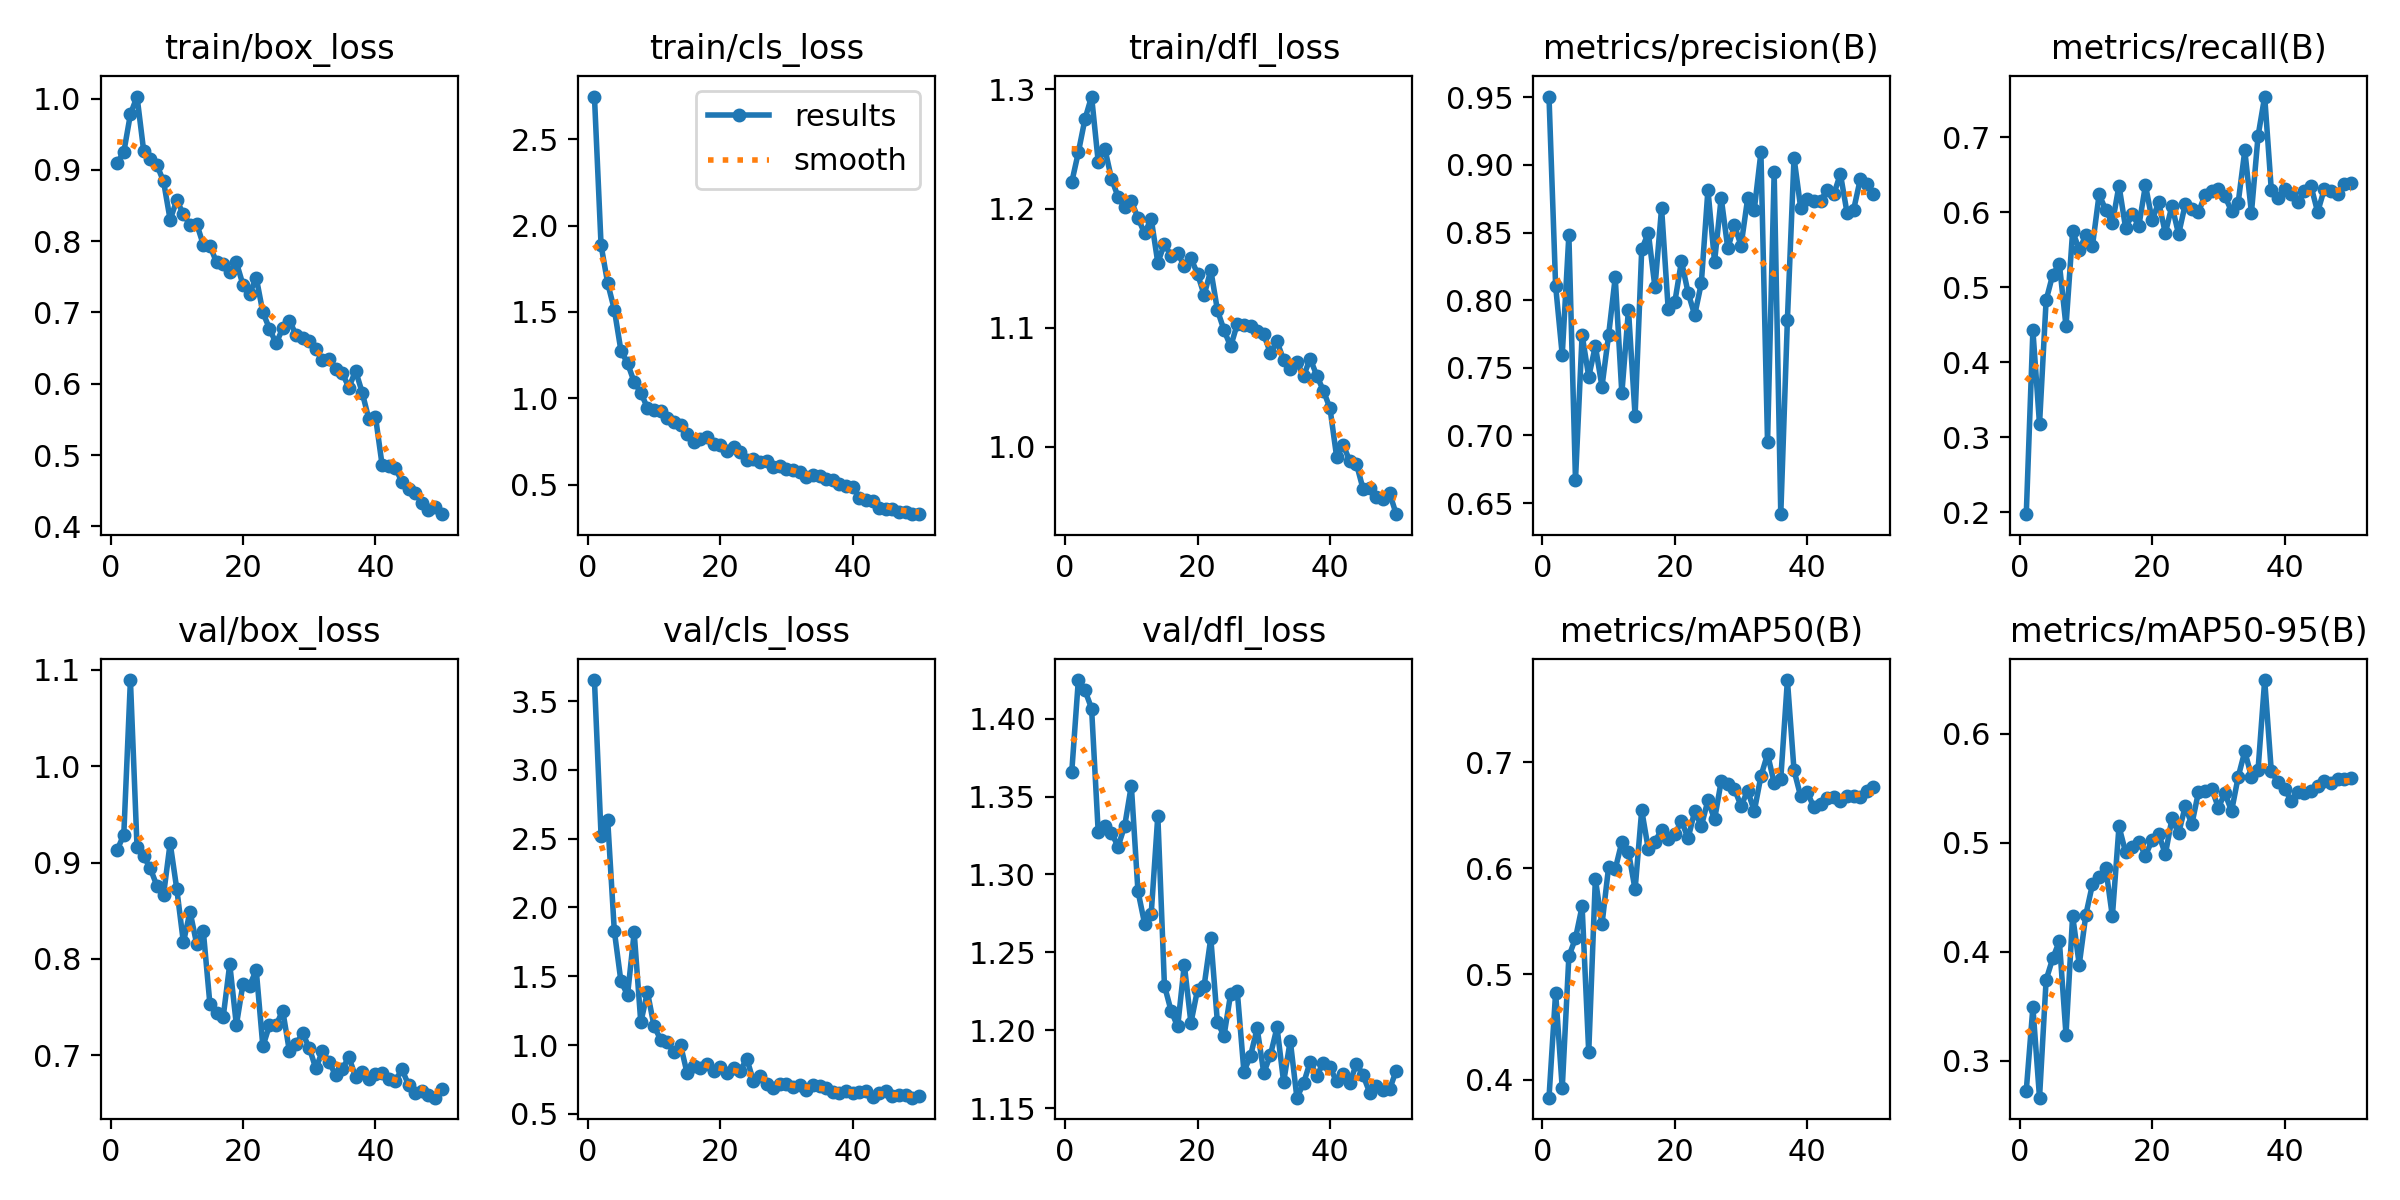 train/box_loss
train/cls_loss
train/dfl_loss
metrics/precision(B)
metrics/recall(B)
1.0
0.9
0.8
0.7
0.6
0.5
0.4
0 20 40
results
smooth
2.5
2.0
1.5
1.0
0.5
0 20 40
1.3
1.2
1.1
1.0
0 20 40
0.95
0.90
0.85
0.80
0.75
0.70
0.65
0 20 40
0.7
0.6
0.5
0.4
0.3
0.2
0 20 40
val/box_loss
val/cls_loss
val/dfl_loss
metrics/mAP50(B)
metrics/mAP50-95(B)
1.1
1.0
0.9
0.8
0.7
0 20 40
3.5
3.0
2.5
2.0
1.5
1.0
0.5
0 20 40
1.40
1.35
1.30
1.25
1.20
1.15
0 20 40
0.7
0.6
0.5
0.4
0 20 40
0.6
0.5
0.4
0.3
0 20 40